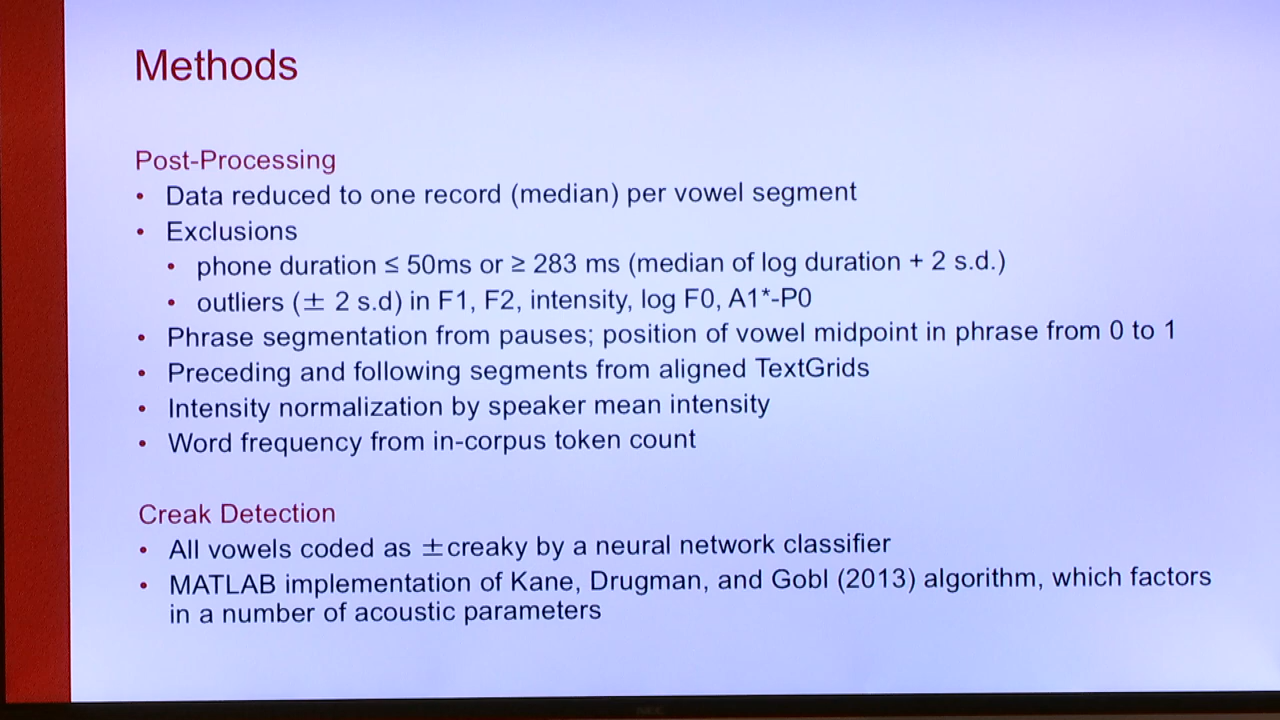 Methods
Post-Processing
• Data reduced to one record (median) per vowel segment
• Exclusions
• phone duration ≤ 50ms or ≥ 283 ms (median of log duration + 2 s.d.)
• outliers (± 2 s.d) in F1, F2, intensity, log F0, A1*-P0
• Phrase segmentation from pauses; position of vowel midpoint in phrase from 0 to 1
• Preceding and following segments from aligned TextGrids
• Intensity normalization by speaker mean intensity
• Word frequency from in-corpus token count
Creak Detection
• All vowels coded as ±creaky by a neural network classifier
• MATLAB implementation of Kane, Drugman, and Gobl (2013) algorithm, which factors
in a number of acoustic parameters
NEC